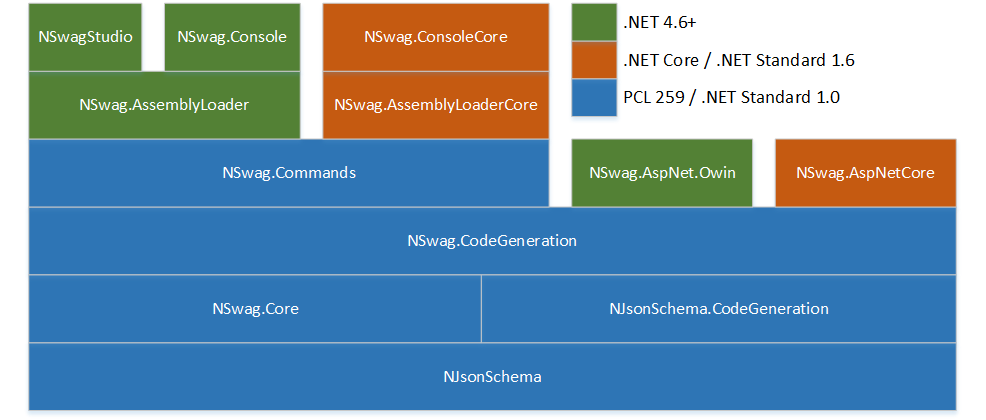 NSwagStudio
NSwag.Console
NSwag.ConsoleCore
.NET 4.6+
.NET Core / .NET Standard 1.6
PCL 259 / .NET Standard 1.0
NSwag.AssemblyLoader
NSwag.AssemblyLoaderCore
NSwag.Commands
NSwag.AspNet.Owin
NSwag.AspNetCore
NSwag.CodeGeneration
NSwag.Core
NJsonSchema.CodeGeneration
NJsonSchema